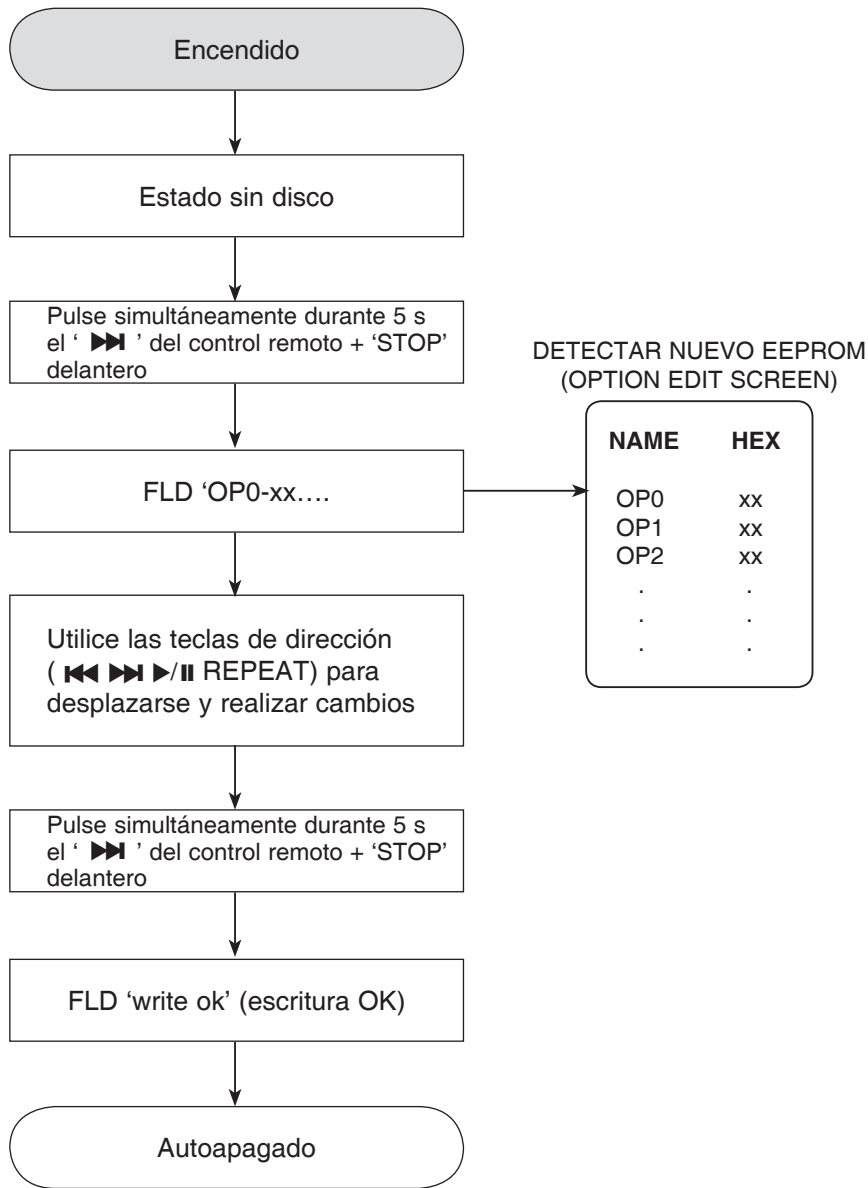 Encendido
Estado sin disco
Pulse simultáneamente durante 5 s
el ‘ ⏭ ’ del control remoto + ‘STOP’
delantero
FLD ‘OP0-xx....
DETECTAR NUEVO EEPROM
(OPTION EDIT SCREEN)
NAME HEX
OP0 xx
OP1 xx
OP2 xx
. .
. .
. .
Utilice las teclas de dirección
( ⏮ ⏭ ▶/⏸ REPEAT) para
desplazarse y realizar cambios
Pulse simultáneamente durante 5 s
el ‘ ⏭ ’ del control remoto + ‘STOP’
delantero
FLD ‘write ok’ (escritura OK)
Autoapagado